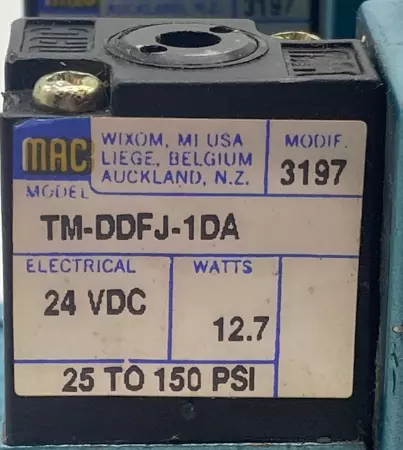 3197
MAC
WIXOM, MI USA
LIEGE, BELGIUM
AUCKLAND, N.Z.
MODIF.
3197
MODEL
TM-DDFJ-1DA
ELECTRICAL
WATTS
24 VDC
12.7
25 TO 150 PSI